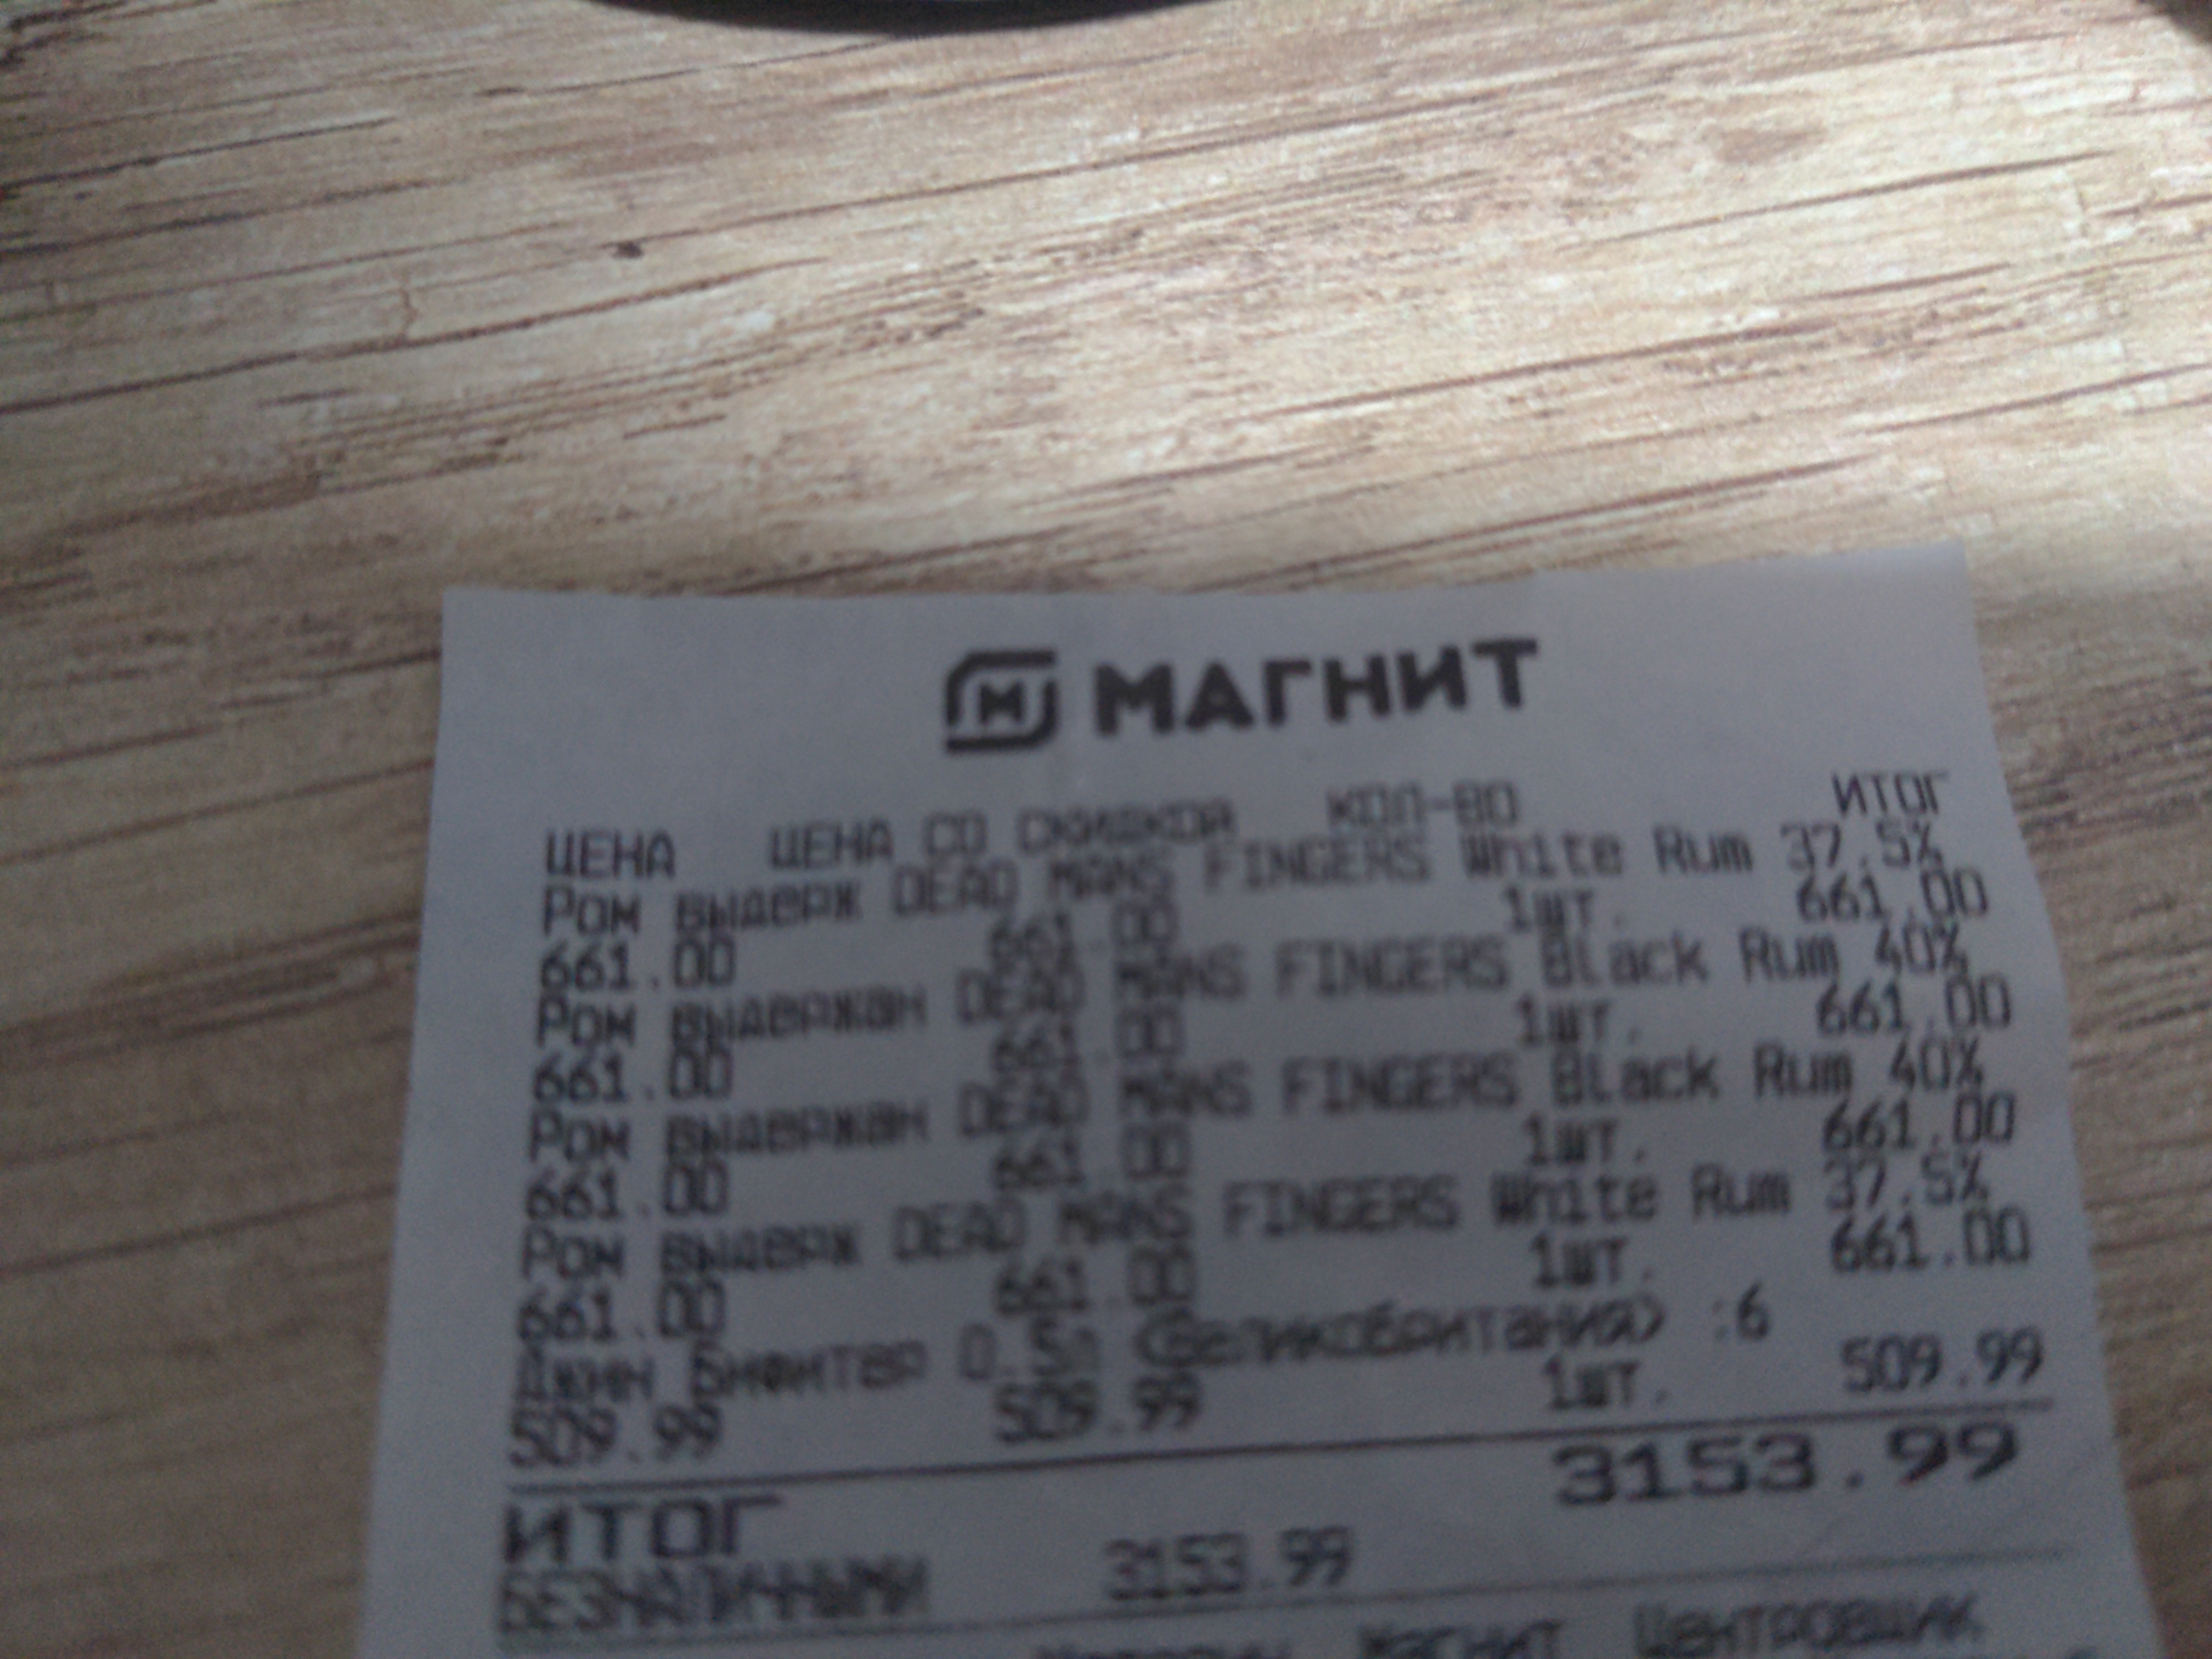 МАГНИТ
ЦЕНА ЦЕНА СО СКИДКОЙ КОЛ-ВО ИТОГ
Ром выдерж DEAD MANS FINGERS White Rum 37.5%
661.00 661.00 1шт. 661.00
Ром выдержан DEAD MANS FINGERS Black Rum 40%
661.00 661.00 1шт. 661.00
Ром выдержан DEAD MANS FINGERS Black Rum 40%
661.00 661.00 1шт. 661.00
Ром выдерж DEAD MANS FINGERS White Rum 37.5%
661.00 661.00 1шт. 661.00
Джин Бифитер 0.5л (Великобритания) :6
509.99 509.99 1шт. 509.99
ИТОГ 3153.99
БЕЗНАЛИЧНЫМИ 3153.99
Магнит